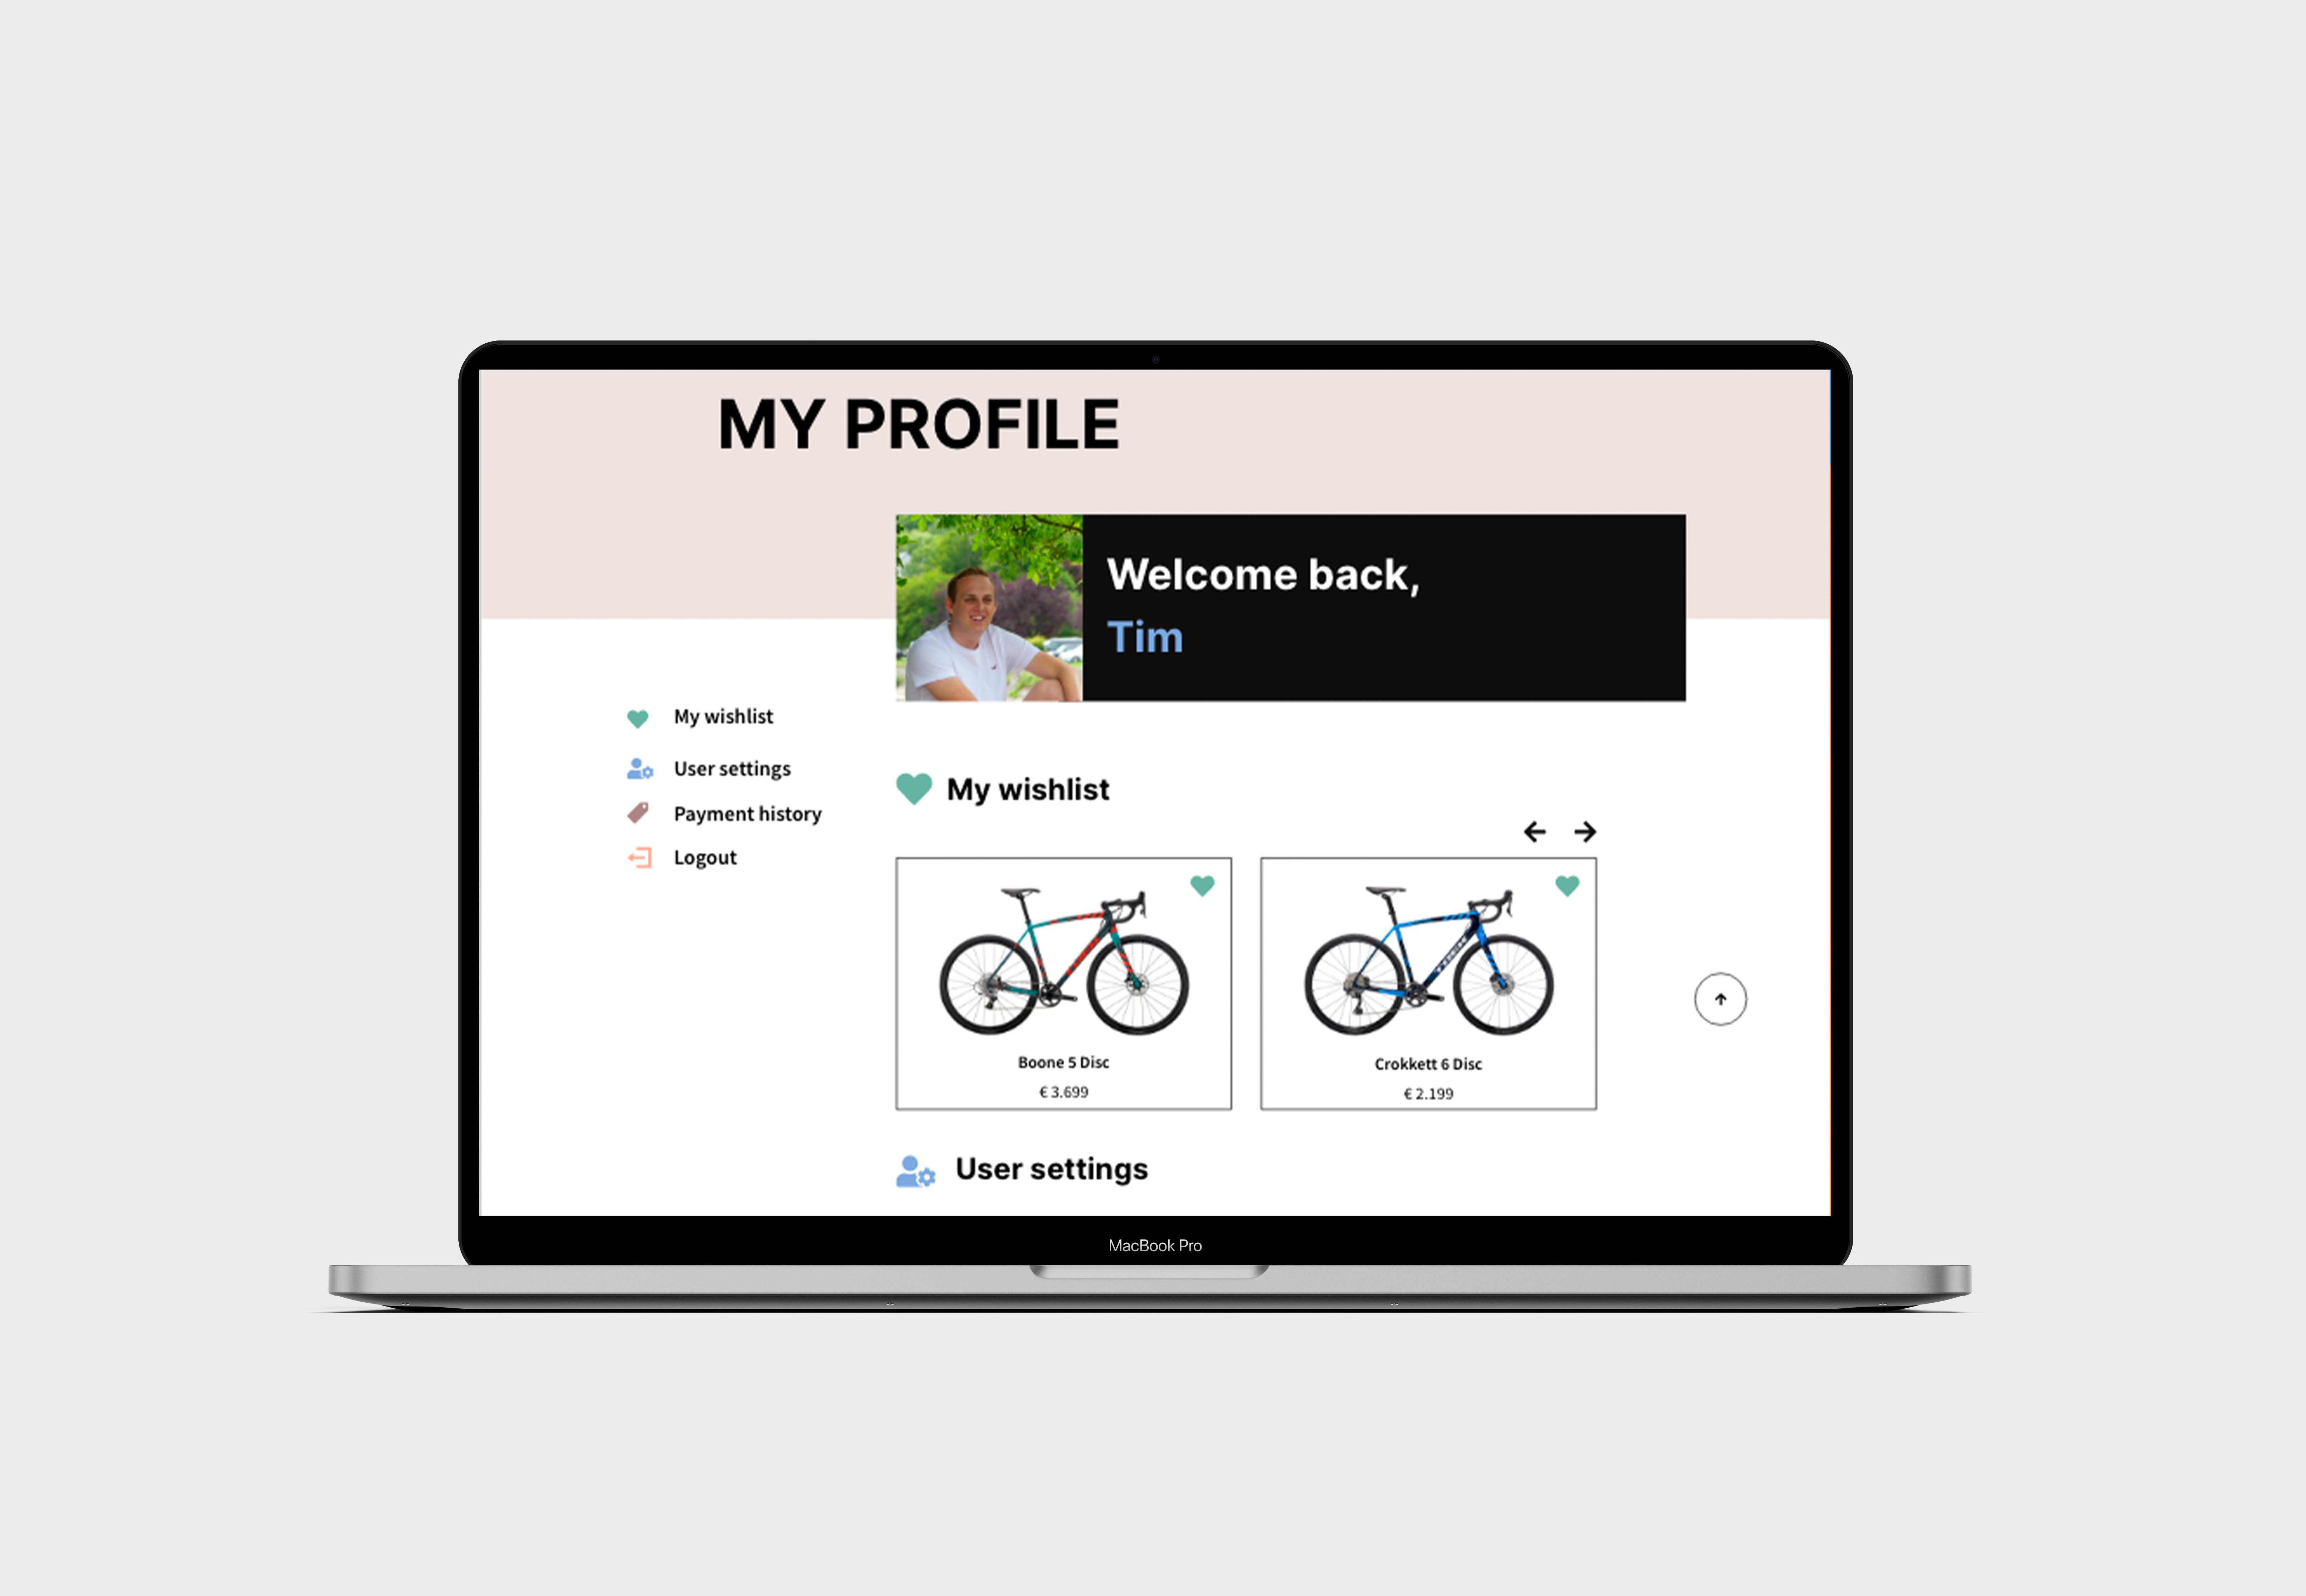 MY PROFILE
Welcome back,
Tim
My wishlist
User settings
Payment history
Logout
My wishlist
TREK
Boone 5 Disc
€ 3.699
Crokkett 6 Disc
€ 2.199
User settings
MacBook Pro